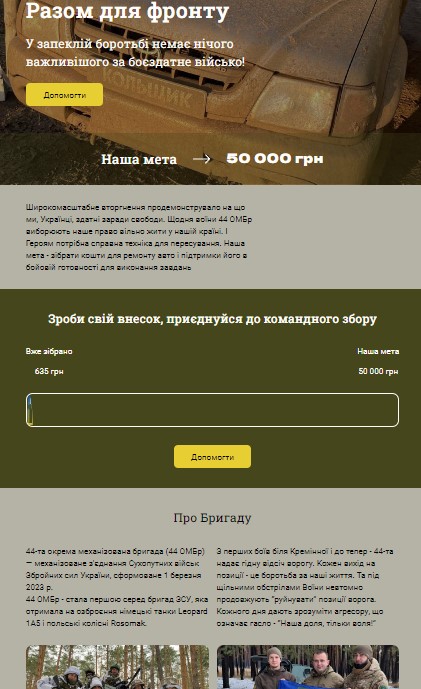 Разом для фронту
У запеклій боротьбі немає нічого
важливішого за боєздатне військо!
Допомогти
КОЛЬЩИК
Наша мета → 50 000 грн
Широкомасштабне вторгнення продемонструвало на що
ми, Українці, здатні заради свободи. Щодня воїни 44 ОМБр
виборюють наше право вільно жити у нашій країні. І
Героям потрібна справна техніка для пересування. Наша
мета - зібрати кошти для ремонту авто і підтримки його в
бойовій готовності для виконання завдань
Зроби свій внесок, приєднуйся до командного збору
Вже зібрано Наша мета
635 грн 50 000 грн
Допомогти
Про Бригаду
44-та окрема механізована бригада (44 ОМБр)
— механізоване з'єднання Сухопутних військ
Збройних сил України, сформоване 1 березня
2023 р.
44 ОМБр - стала першою серед бригад ЗСУ, яка
отримала на озброєння німецькі танки Leopard
1A5 і польські колісні Rosomak.
З перших боїв біля Кремінної і до тепер - 44-та
надає гідну відсіч ворогу. Кожен вихід на
позиції - це боротьба за наші життя. Та під
щільними обстрілами Воїни невтомно
продовжують “руйнувати” позиції ворога.
Кожного дня дають зрозуміти агресору, що
означає гасло - “Наша доля, тільки воля!”